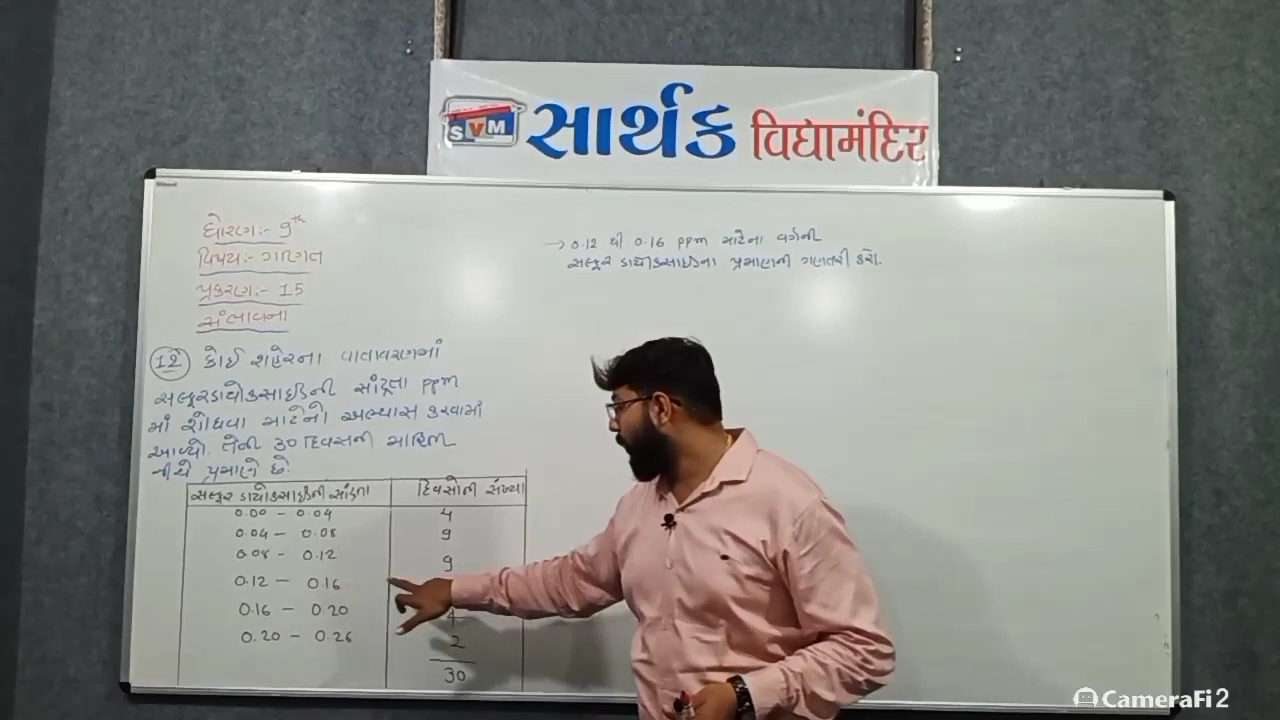 SVM સાર્થક વિદ્યામંદિર
ધોરણઃ- 9th
વિષયઃ- ગણિત
પ્રકરણઃ- 15
સંભાવના
→ 0.12 થી 0.16 ppm માટેના વર્ગની
સલ્ફર ડાયોક્સાઈડના પ્રમાણની ગણતરી કરો.
12 કોઈ શહેરના વાતાવરણમાં
સલ્ફરડાયોક્સાઈડની સાંદ્રતા ppm
માં શોધવા માટેનો અભ્યાસ કરવામાં
આવ્યો. તેની 30 દિવસની માહિતી
નીચે પ્રમાણે છે.
સલ્ફર ડાયોક્સાઈડની સાંદ્રતા દિવસોની સંખ્યા
0.00 - 0.04 4
0.04 - 0.08 9
0.08 - 0.12 9
0.12 - 0.16
0.16 - 0.20 4
0.20 - 0.26 2
30
CameraFi 2